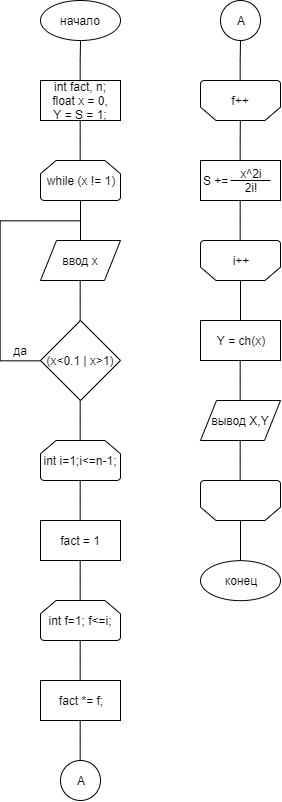 начало
int fact, n;
float x = 0,
Y = S = 1;
while (x != 1)
ввод x
да
(x<0.1 | x>1)
int i=1;i<=n-1;
fact = 1
int f=1; f<=i;
fact *= f;
A
A
f++
S += x^2i
2i!
i++
Y = ch(x)
вывод X,Y
конец